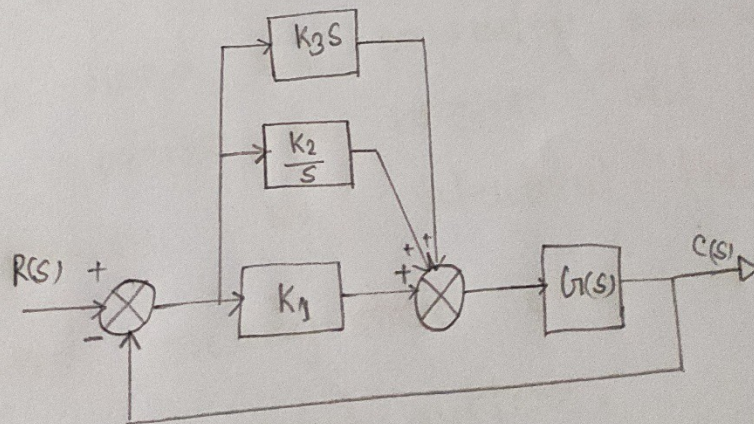 K3S
K2
S
R(S) +
-
K1
+ + +
G(S)
C(S)